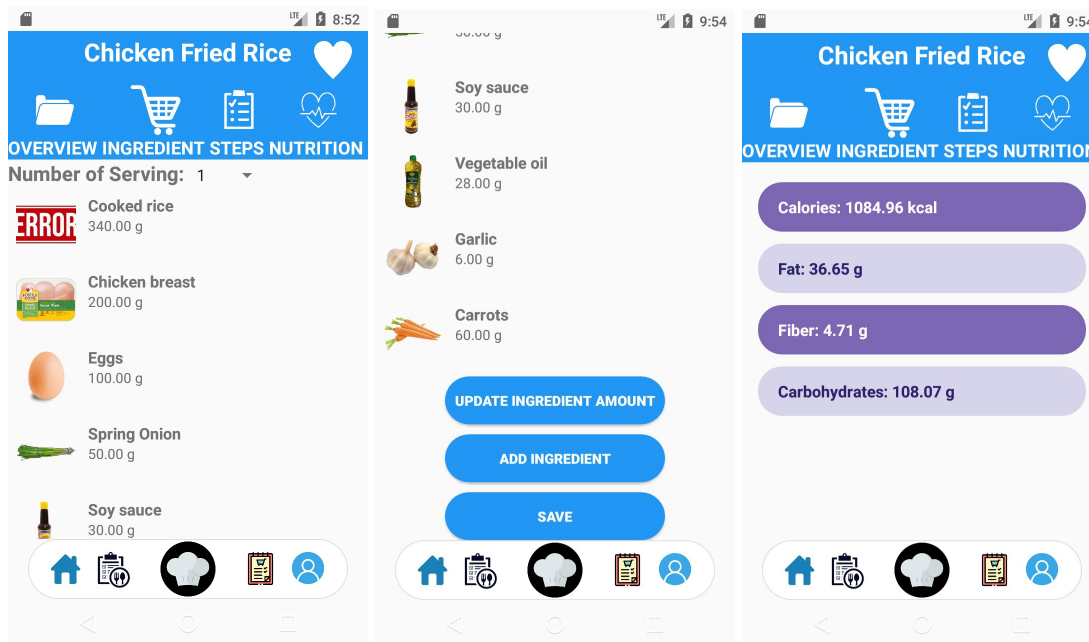 LTE 8:52
Chicken Fried Rice
OVERVIEW INGREDIENT STEPS NUTRITION
Number of Serving: 1
ERROR
Cooked rice
340.00 g
Chicken breast
200.00 g
Eggs
100.00 g
Spring Onion
50.00 g
Soy sauce
30.00 g
LTE 9:54
50.00 g
Soy sauce
30.00 g
Vegetable oil
28.00 g
Garlic
6.00 g
Carrots
60.00 g
UPDATE INGREDIENT AMOUNT
ADD INGREDIENT
SAVE
LTE 9:54
Chicken Fried Rice
OVERVIEW INGREDIENT STEPS NUTRITION
Calories: 1084.96 kcal
Fat: 36.65 g
Fiber: 4.71 g
Carbohydrates: 108.07 g